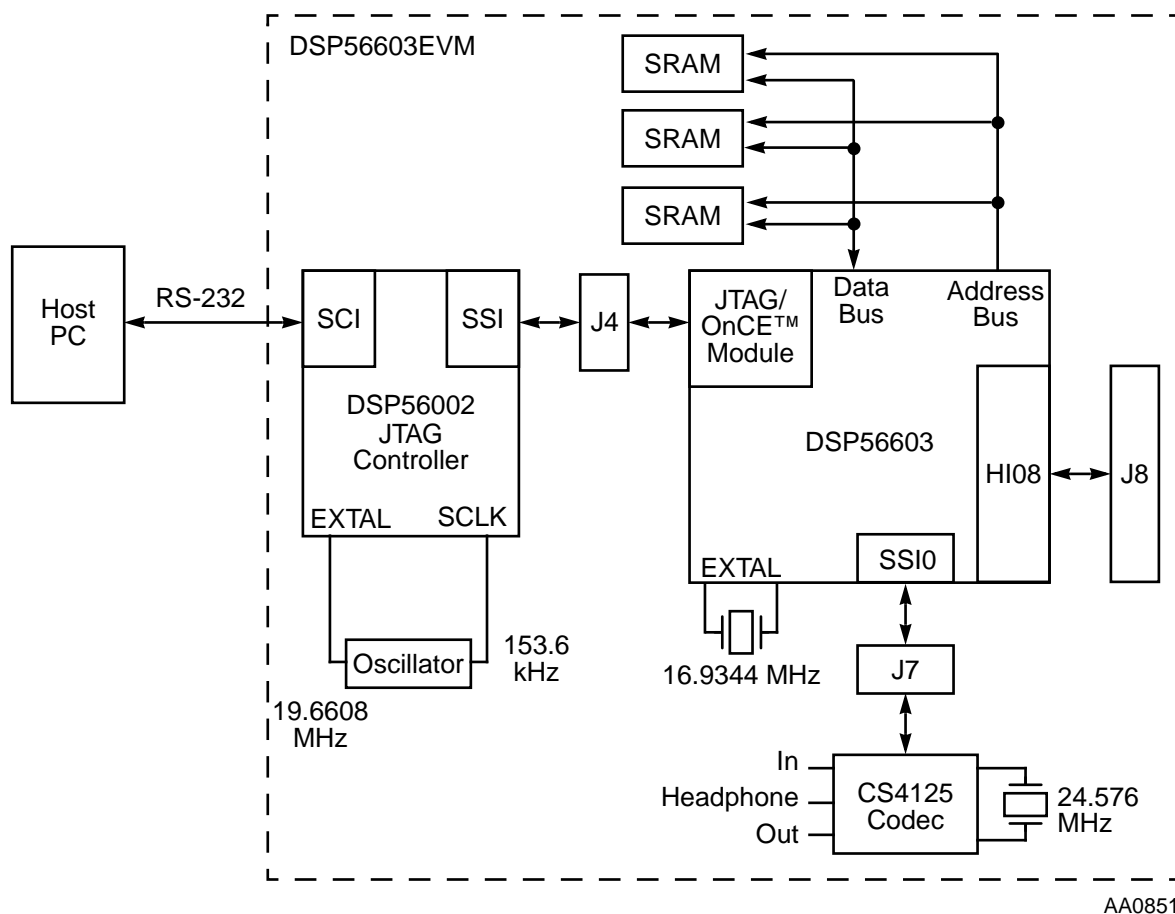 DSP56603EVM
SRAM
SRAM
SRAM
Host
PC
RS-232
SCI
SSI
J4
JTAG/
OnCE™
Module
Data
Bus
Address
Bus
DSP56002
JTAG
Controller
DSP56603
HI08
J8
EXTAL
SCLK
EXTAL
SSI0
Oscillator
153.6
kHz
19.6608
MHz
16.9344 MHz
J7
In
Headphone
Out
CS4125
Codec
24.576
MHz
AA0851